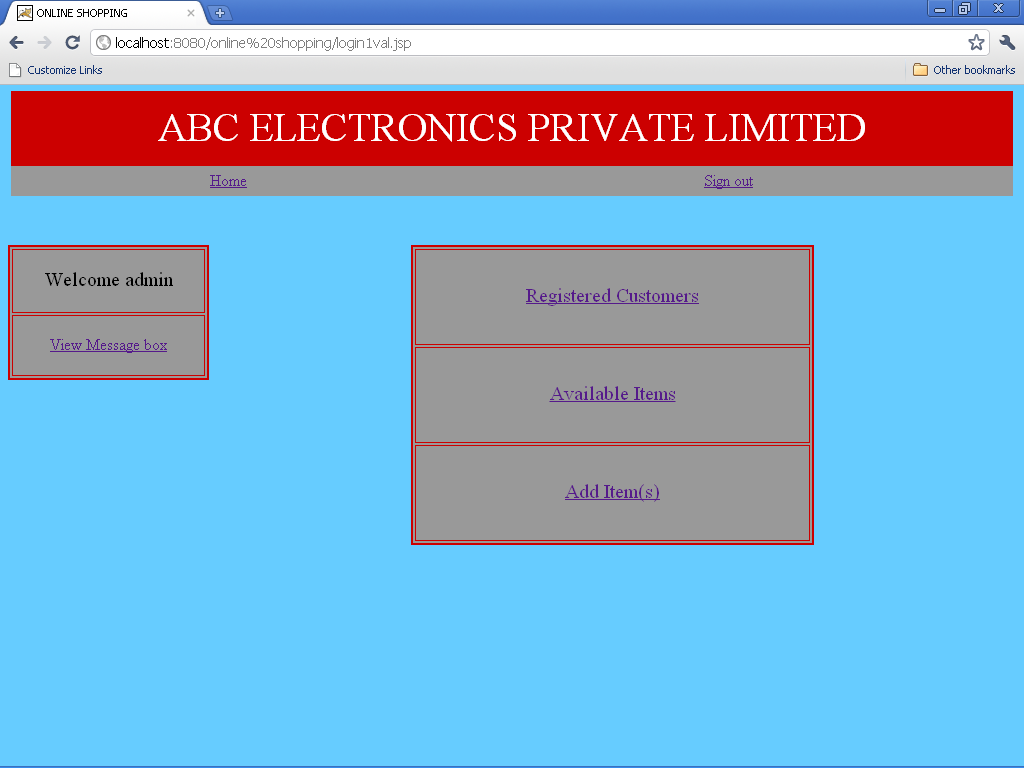 ONLINE SHOPPING
localhost:8080/online%20shopping/login1val.jsp
Customize Links
Other bookmarks
ABC ELECTRONICS PRIVATE LIMITED
Home
Sign out
Welcome admin
View Message box
Registered Customers
Available Items
Add Item(s)